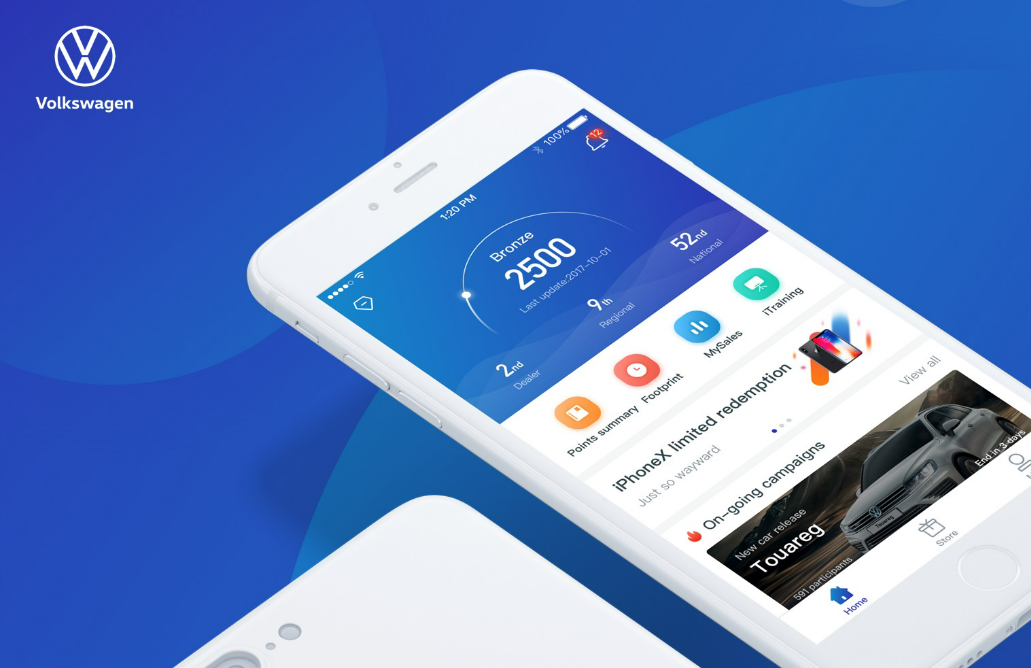 Volkswagen
1:20 PM
100%
12
Bronze
2500
Last update:2017-10-01
2nd
Dealer
9th
Regional
52nd
National
Points summary
Footprint
MySales
iTraining
iPhoneX limited redemption
Just so wayward
On-going campaigns
View all
New car release
Touareg
591 participants
End in 3 days
Touareg
Home
Store